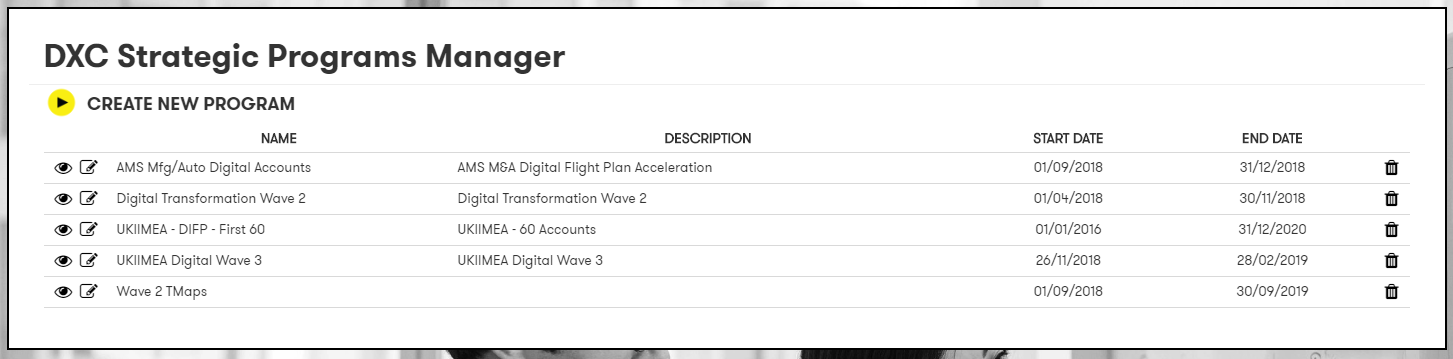 DXC Strategic Programs Manager
CREATE NEW PROGRAM
NAME DESCRIPTION START DATE END DATE
AMS Mfg/Auto Digital Accounts AMS M&A Digital Flight Plan Acceleration 01/09/2018 31/12/2018
Digital Transformation Wave 2 Digital Transformation Wave 2 01/04/2018 30/11/2018
UKIIMEA - DIFP - First 60 UKIIMEA - 60 Accounts 01/01/2016 31/12/2020
UKIIMEA Digital Wave 3 UKIIMEA Digital Wave 3 26/11/2018 28/02/2019
Wave 2 TMaps 01/09/2018 30/09/2019